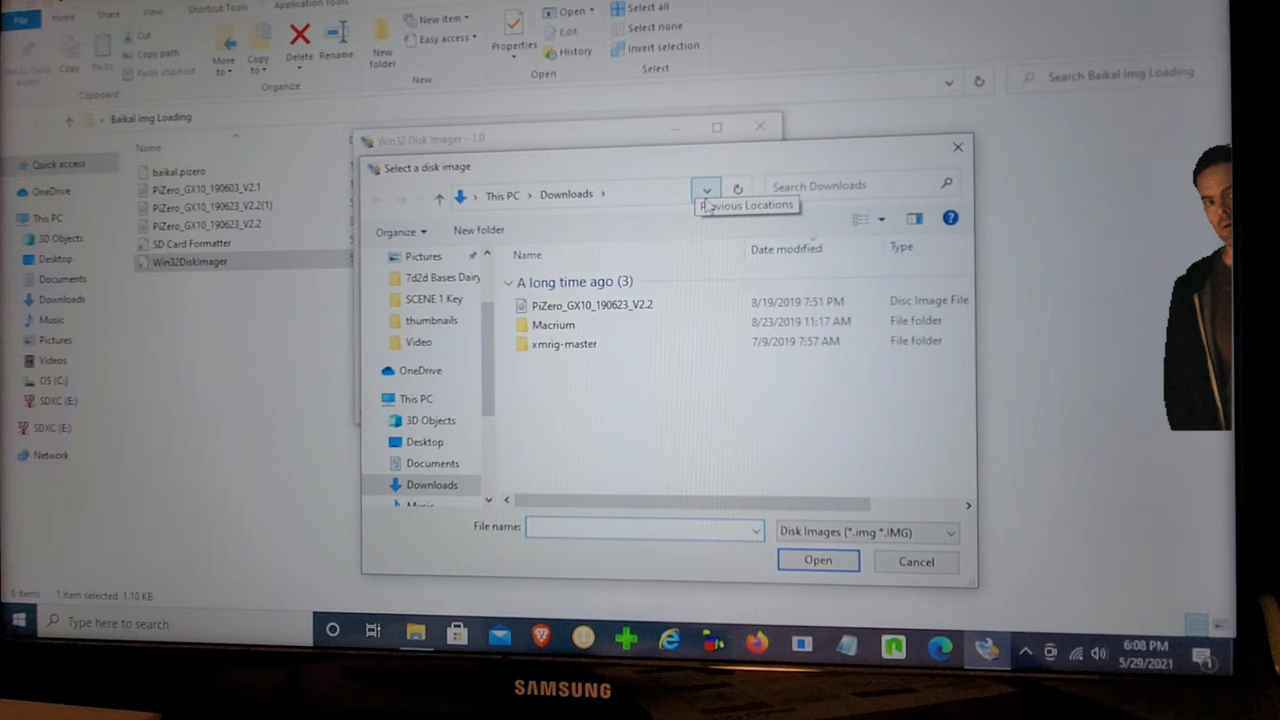 File
Home
Share
View
Shortcut Tools
Application Tools
Cut
Copy path
Paste shortcut
Copy
Paste
Clipboard
Move to
Copy to
Delete
Rename
Organize
New folder
New item
Easy access
New
Properties
Open
Edit
History
Open
Select all
Select none
Invert selection
Select
Baikal Img Loading
Search Baikal Img Loading
Name
Quick access
OneDrive
This PC
3D Objects
Desktop
Documents
Downloads
Music
Pictures
Videos
OS (C:)
SDXC (E:)
SDXC (E:)
Network
baikal.pizero
PiZero_GX10_190603_V2.1
PiZero_GX10_190623_V2.2(1)
PiZero_GX10_190623_V2.2
SD Card Formatter
Win32DiskImager
Win32 Disk Imager - 1.0
Select a disk image
This PC > Downloads >
Search Downloads
Previous Locations
Organize
New folder
Pictures
7d2d Bases Dairy
SCENE 1 Key
thumbnails
Video
OneDrive
This PC
3D Objects
Desktop
Documents
Downloads
Music
Name
Date modified
Type
A long time ago (3)
PiZero_GX10_190623_V2.2 8/19/2019 7:51 PM Disc Image File
Macrium 8/23/2019 11:17 AM File folder
xmrig-master 7/9/2019 7:57 AM File folder
File name:
Disk Images (*.img *.IMG)
Open
Cancel
6 items
1 item selected 1.10 KB
Type here to search
6:08 PM
5/29/2021
1
SAMSUNG